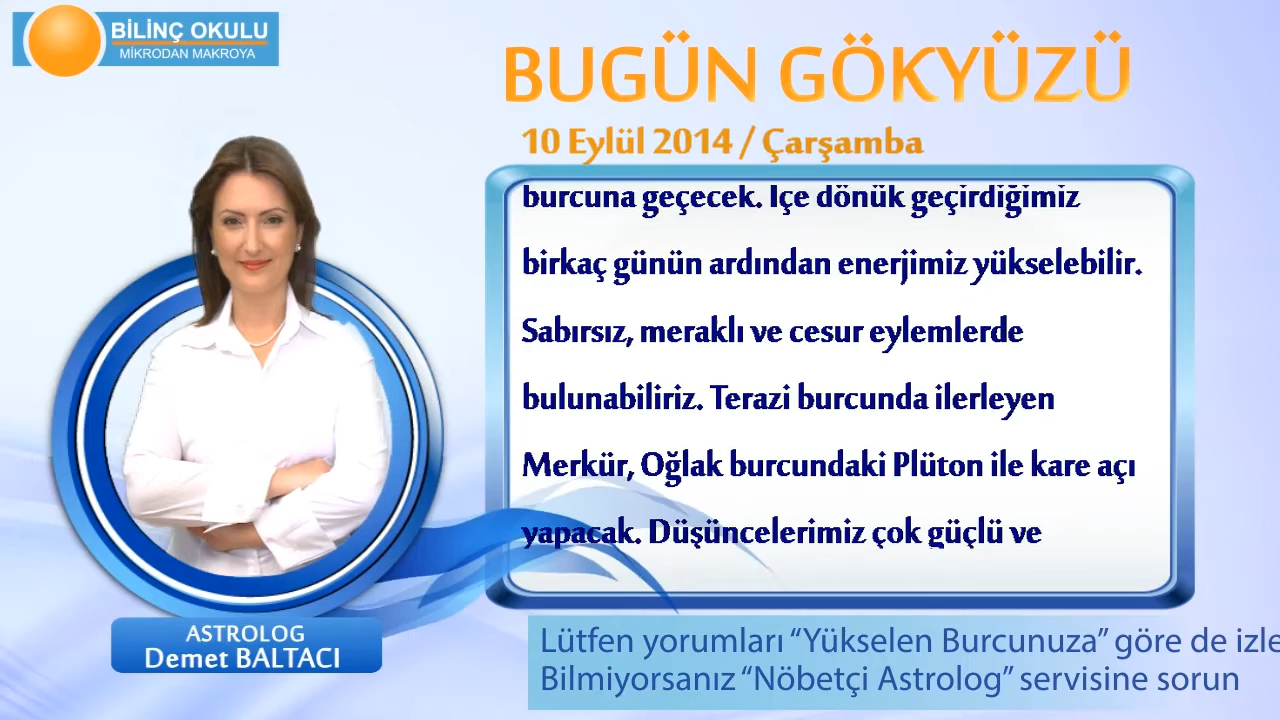 BİLİNÇ OKULU
MİKRODAN MAKROYA
BUGÜN GÖKYÜZÜ
10 Eylül 2014 / Çarşamba
burcuna geçecek. Içe dönük geçirdiğimiz
birkaç günün ardından enerjimiz yükselebilir.
Sabırsız, meraklı ve cesur eylemlerde
bulunabiliriz. Terazi burcunda ilerleyen
Merkür, Oğlak burcundaki Plüton ile kare açı
yapacak. Düşüncelerimiz çok güçlü ve
ASTROLOG
Demet BALTACI
Lütfen yorumları “Yükselen Burcunuza” göre de izle
Bilmiyorsanız “Nöbetçi Astrolog” servisine sorun